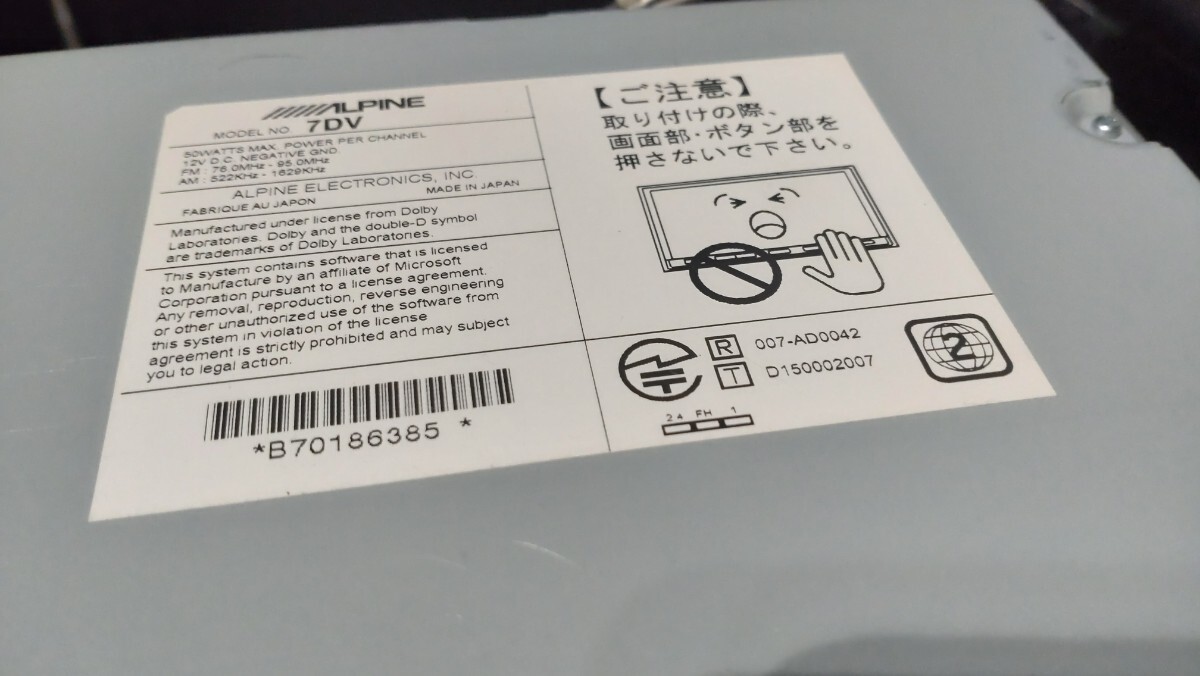 ALPINE
MODEL NO. 7DV
50WATTS MAX. POWER PER CHANNEL
12V D.C. NEGATIVE GND.
FM : 76.0MHz - 95.0MHz
AM : 522KHz - 1629KHz
ALPINE ELECTRONICS, INC.
FABRIQUE AU JAPON MADE IN JAPAN
Manufactured under license from Dolby
Laboratories. Dolby and the double-D symbol
are trademarks of Dolby Laboratories.
This system contains software that is licensed
to Manufacture by an affiliate of Microsoft
Corporation pursuant to a license agreement.
Any removal, reproduction, reverse engineering
or other unauthorized use of the software from
this system in violation of the license
agreement is strictly prohibited and may subject
you to legal action.
*B70186385 *
【ご注意】
取り付けの際、
画面部・ボタン部を
押さないで下さい。
R 007-AD0042
T D150002007
2.4 FH 1
2